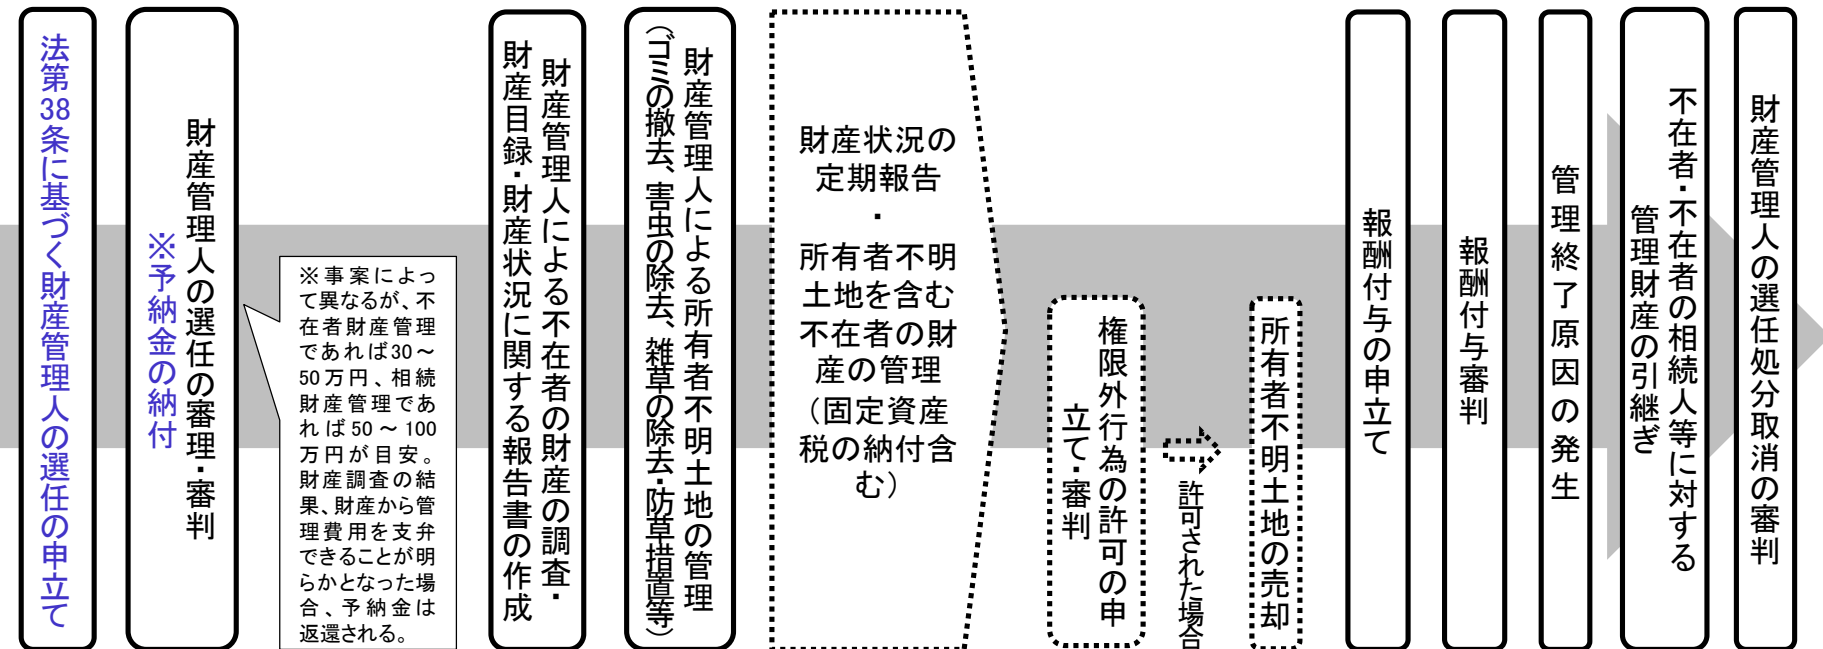 法第38条に基づく財産管理人の選任の申立て
財産管理人の選任の審理・審判
※予納金の納付
※事案によっ
て異なるが、不
在者財産管理
であれば30～
50万円、相続
財産管理であ
れば50～100
万円が目安。
財産調査の結
果、財産から管
理費用を支弁
できることが明
らかとなった場
合、予納金は
返還される。
財産管理人による不在者の財産の調査・
財産目録・財産状況に関する報告書の作成
財産管理人による所有者不明土地の管理
（ゴミの撤去、害虫の除去、雑草の除去・防草措置等）
財産状況の
定期報告
・
所有者不明
土地を含む
不在者の財
産の管理
（固定資産
税の納付含
む）
権限外行為の許可の申
立て・審判
許可された場合
所有者不明土地の売却
報酬付与の申立て
報酬付与審判
管理終了原因の発生
不在者・不在者の相続人等に対する
管理財産の引継ぎ
財産管理人の選任処分取消の審判